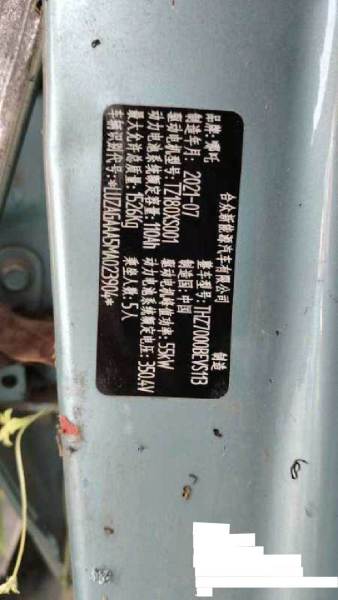 合众新能源汽车有限公司 制造
品牌: 哪吒 整车型号: THZ7000BEVS11B
制造年月: 2021-07 制造国: 中国
驱动电机型号: TZ180XS001 驱动电机峰值功率: 55kW
动力电池系统额定容量: 110Ah 动力电池系统额定电压: 350.4V
最大允许总质量: 1526kg 乘坐人数: 5人
车辆识别代号: *LUZAGAAA5MA023904*